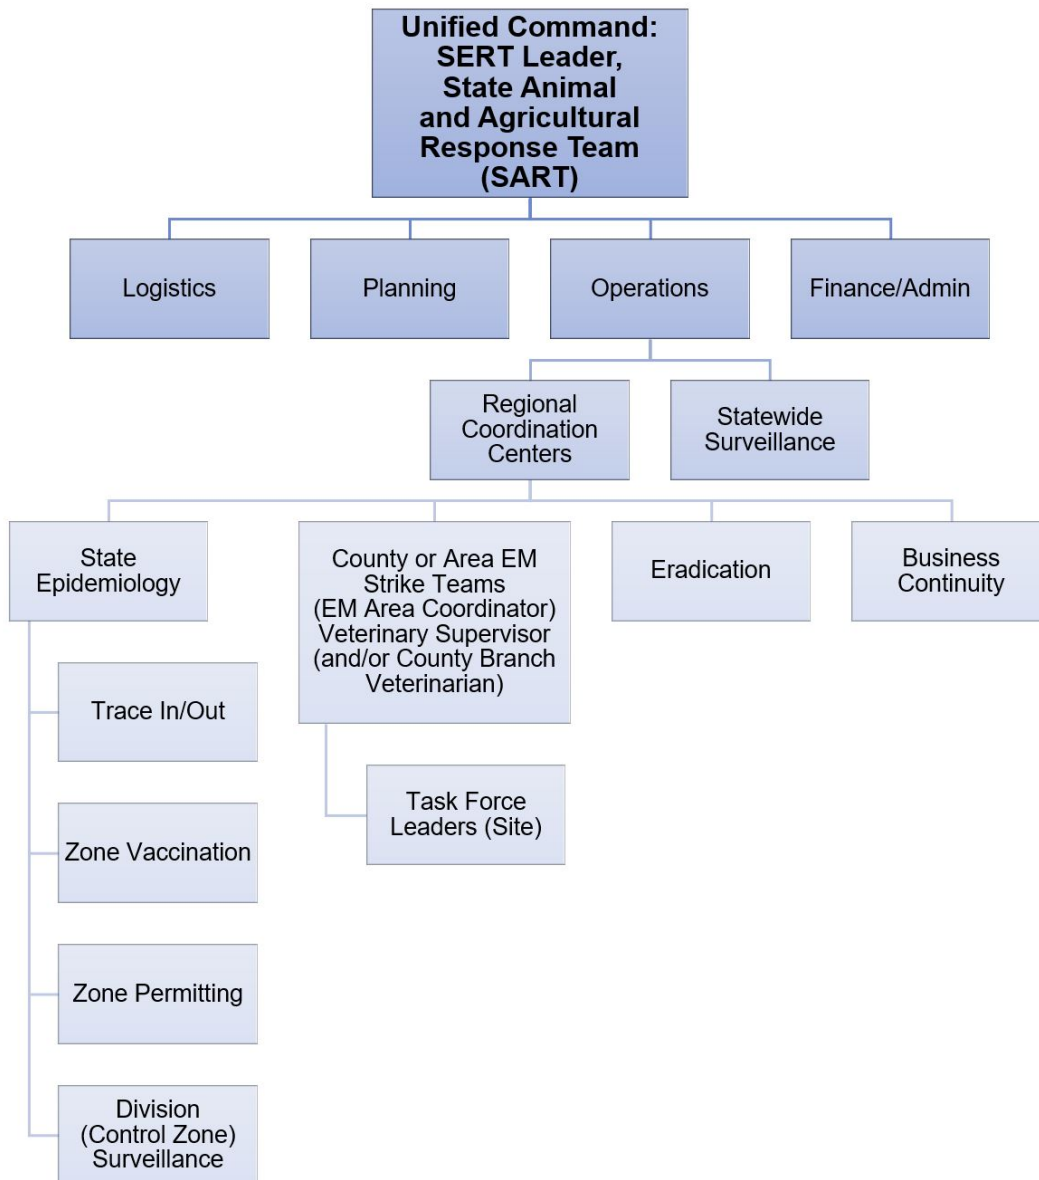 Unified Command:
SERT Leader,
State Animal
and Agricultural
Response Team
(SART)
Logistics
Planning
Operations
Finance/Admin
Regional
Coordination
Centers
Statewide
Surveillance
State
Epidemiology
County or Area EM
Strike Teams
(EM Area Coordinator)
Veterinary Supervisor
(and/or County Branch
Veterinarian)
Eradication
Business
Continuity
Trace In/Out
Task Force
Leaders (Site)
Zone Vaccination
Zone Permitting
Division
(Control Zone)
Surveillance